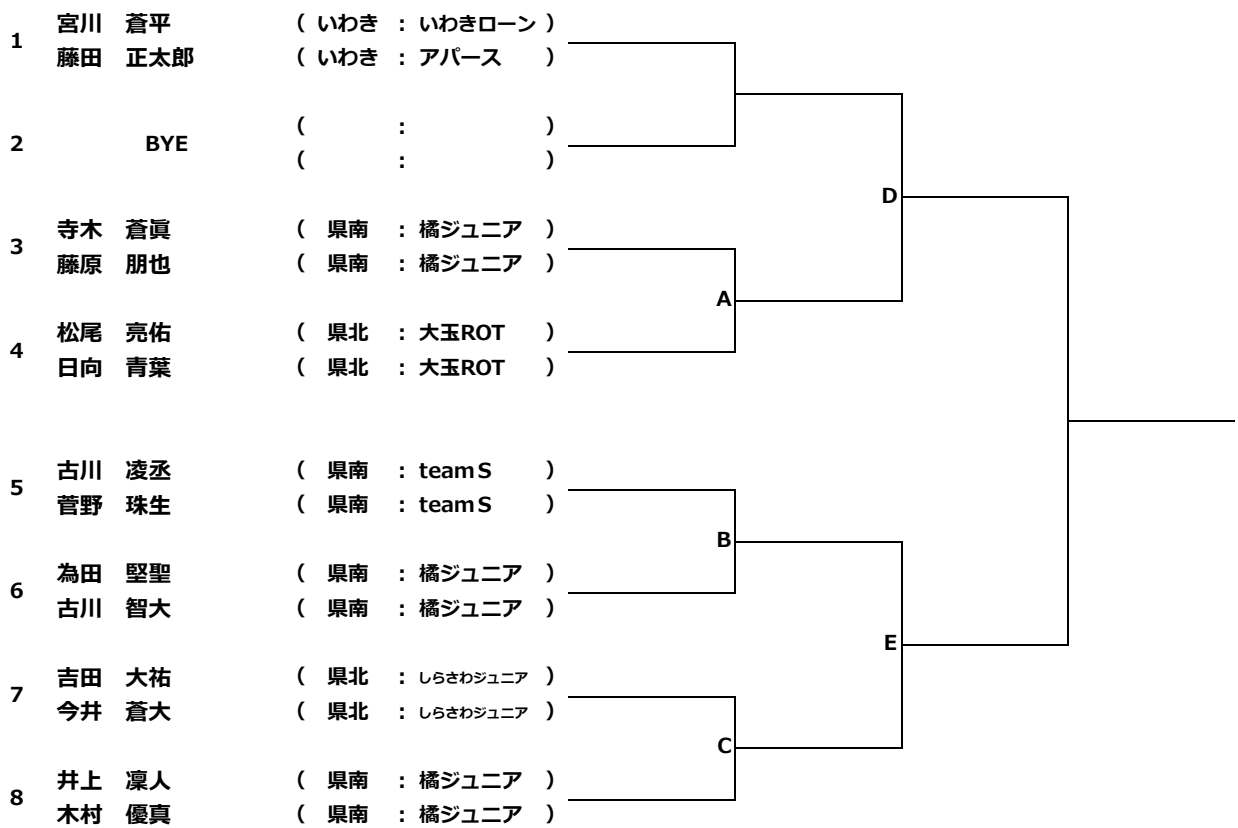 宮川　蒼平 ( いわき : いわきローン )
1
藤田　正太郎 ( いわき : アパース )
( : )
2 BYE
( : )
D
寺木　蒼眞 ( 県南 : 橘ジュニア )
3
藤原　朋也 ( 県南 : 橘ジュニア )
A
松尾　亮佑 ( 県北 : 大玉ROT )
4
日向　青葉 ( 県北 : 大玉ROT )
古川　凌丞 ( 県南 : teamＳ )
5
菅野　珠生 ( 県南 : teamＳ )
B
為田　堅聖 ( 県南 : 橘ジュニア )
6
古川　智大 ( 県南 : 橘ジュニア )
E
吉田　大祐 ( 県北 : しらさわジュニア )
7
今井　蒼大 ( 県北 : しらさわジュニア )
C
井上　凜人 ( 県南 : 橘ジュニア )
8
木村　優真 ( 県南 : 橘ジュニア )